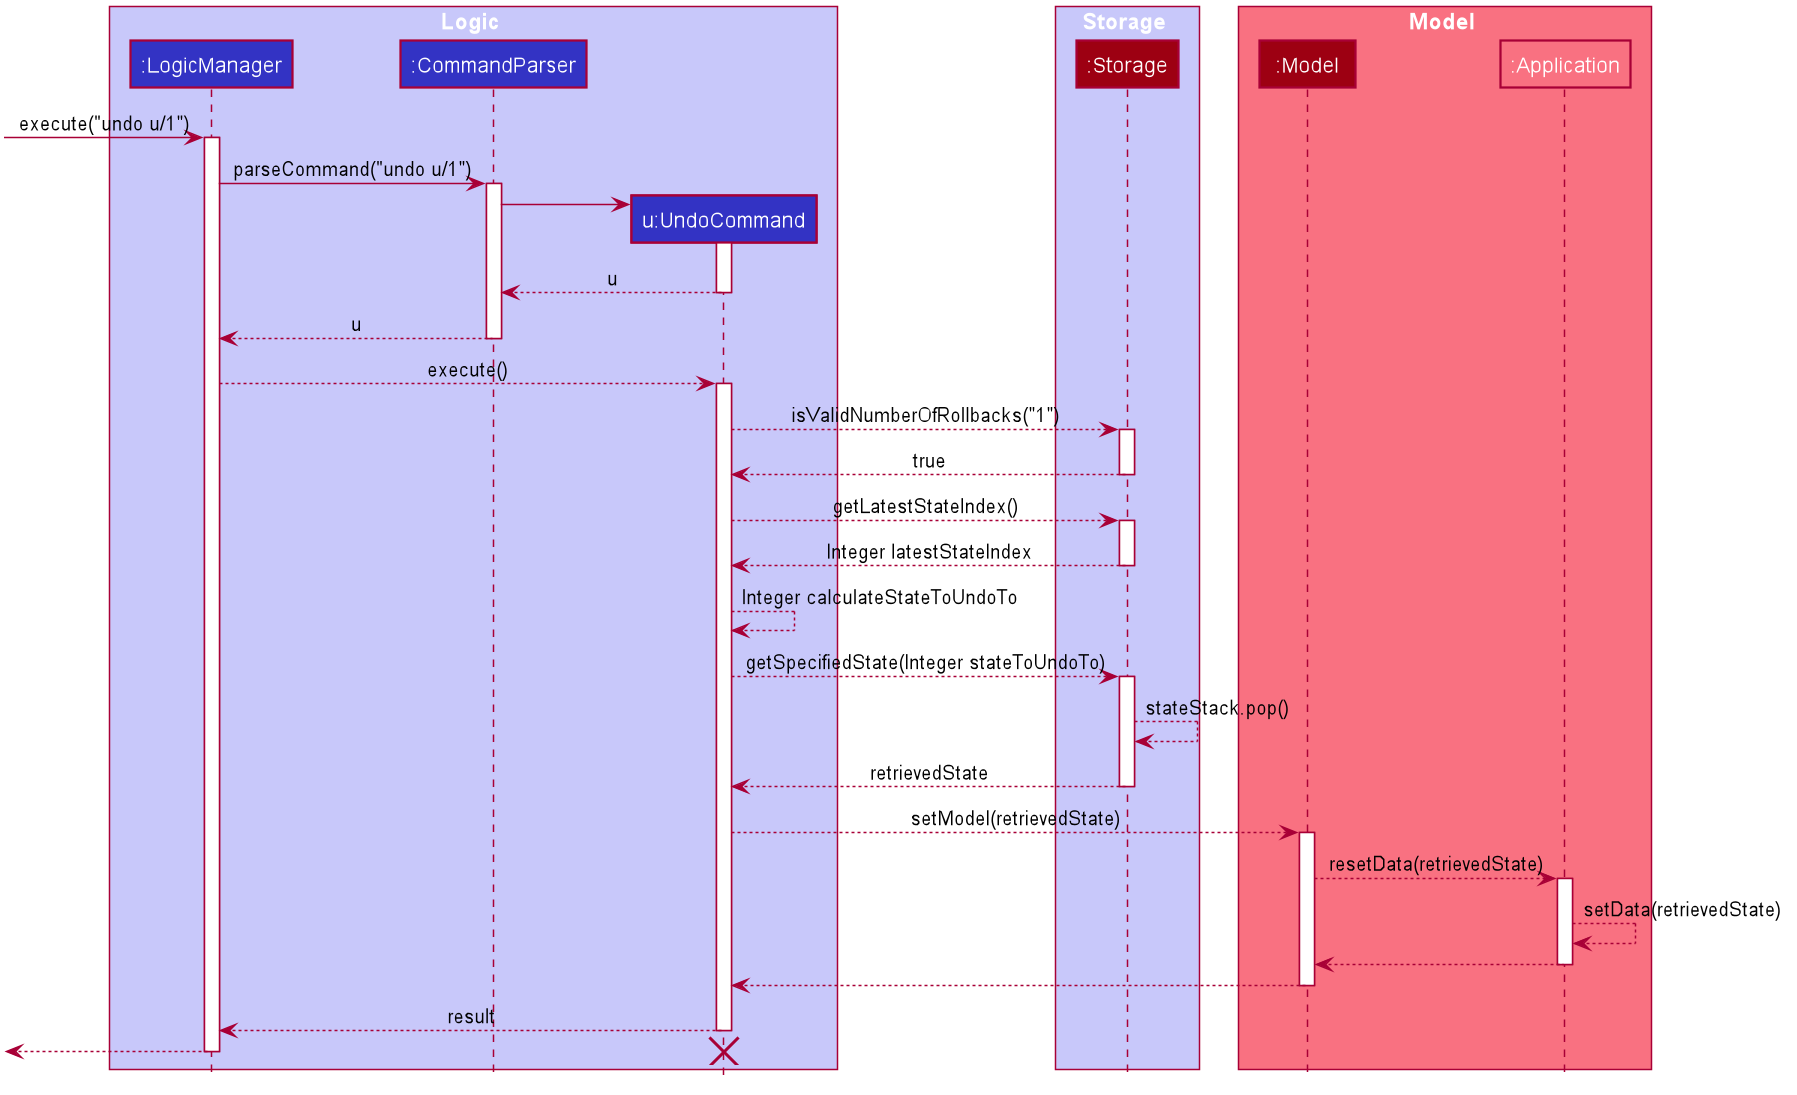 Logic
Storage
Model
:LogicManager
:CommandParser
:Storage
:Model
:Application
execute("undo u/1")
parseCommand("undo u/1")
u:UndoCommand
u
u
execute()
isValidNumberOfRollbacks("1")
true
getLatestStateIndex()
Integer latestStateIndex
Integer calculateStateToUndoTo
getSpecifiedState(Integer stateToUndoTo)
stateStack.pop()
retrievedState
setModel(retrievedState)
resetData(retrievedState)
setData(retrievedState)
result